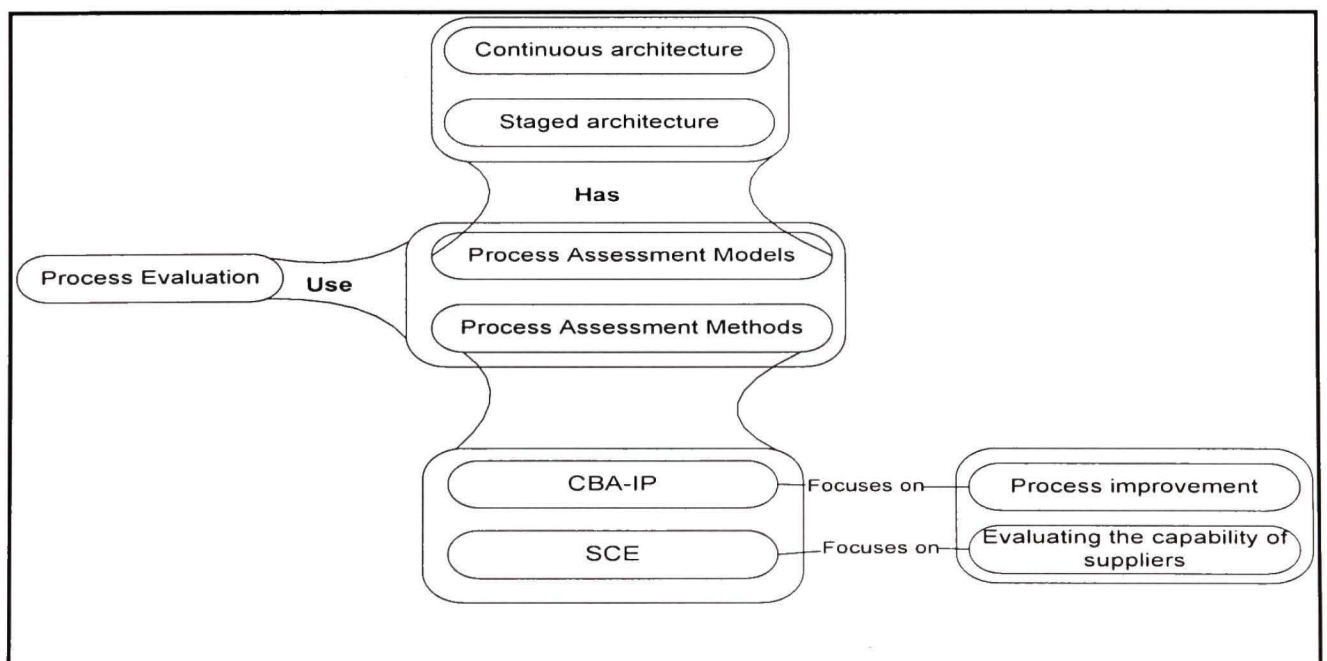 Continuous architecture
Staged architecture
Has
Process Assessment Models
Process Evaluation
Use
Process Assessment Methods
CBA-IP
Focuses on
Process improvement
SCE
Focuses on
Evaluating the capability of
suppliers